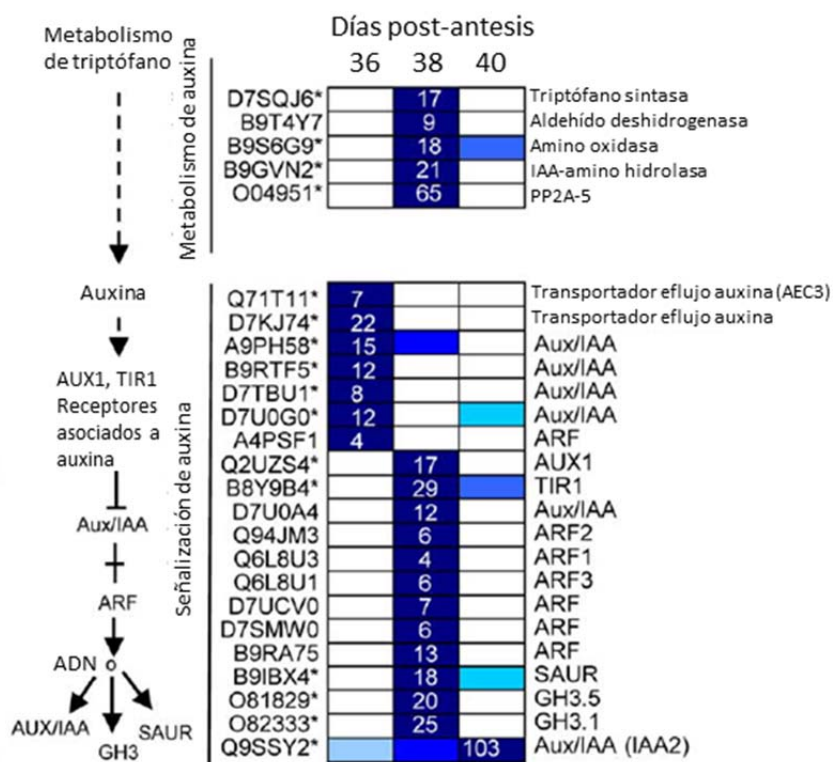 Metabolismo
de triptófano
Auxina
AUX1, TIR1
Receptores
asociados a
auxina
Aux/IAA
ARF
ADN o
AUX/IAA
GH3
SAUR
Metabolismo de auxina
Señalización de auxina
Días post-antesis
36 38 40
D7SQJ6* 17 Triptófano sintasa
B9T4Y7 9 Aldehído deshidrogenasa
B9S6G9* 18 Amino oxidasa
B9GVN2* 21 IAA-amino hidrolasa
O04951* 65 PP2A-5
Q71T11* 7 Transportador eflujo auxina (AEC3)
D7KJ74* 22 Transportador eflujo auxina
A9PH58* 15 Aux/IAA
B9RTF5* 12 Aux/IAA
D7TBU1* 8 Aux/IAA
D7U0G0* 12 Aux/IAA
A4PSF1 4 ARF
Q2UZS4* 17 AUX1
B8Y9B4* 29 TIR1
D7U0A4 12 Aux/IAA
Q94JM3 6 ARF2
Q6L8U3 4 ARF1
Q6L8U1 6 ARF3
D7UCV0 7 ARF
D7SMW0 6 ARF
B9RA75 13 ARF
B9IBX4* 18 SAUR
O81829* 20 GH3.5
O82333* 25 GH3.1
Q9SSY2* 103 Aux/IAA (IAA2)